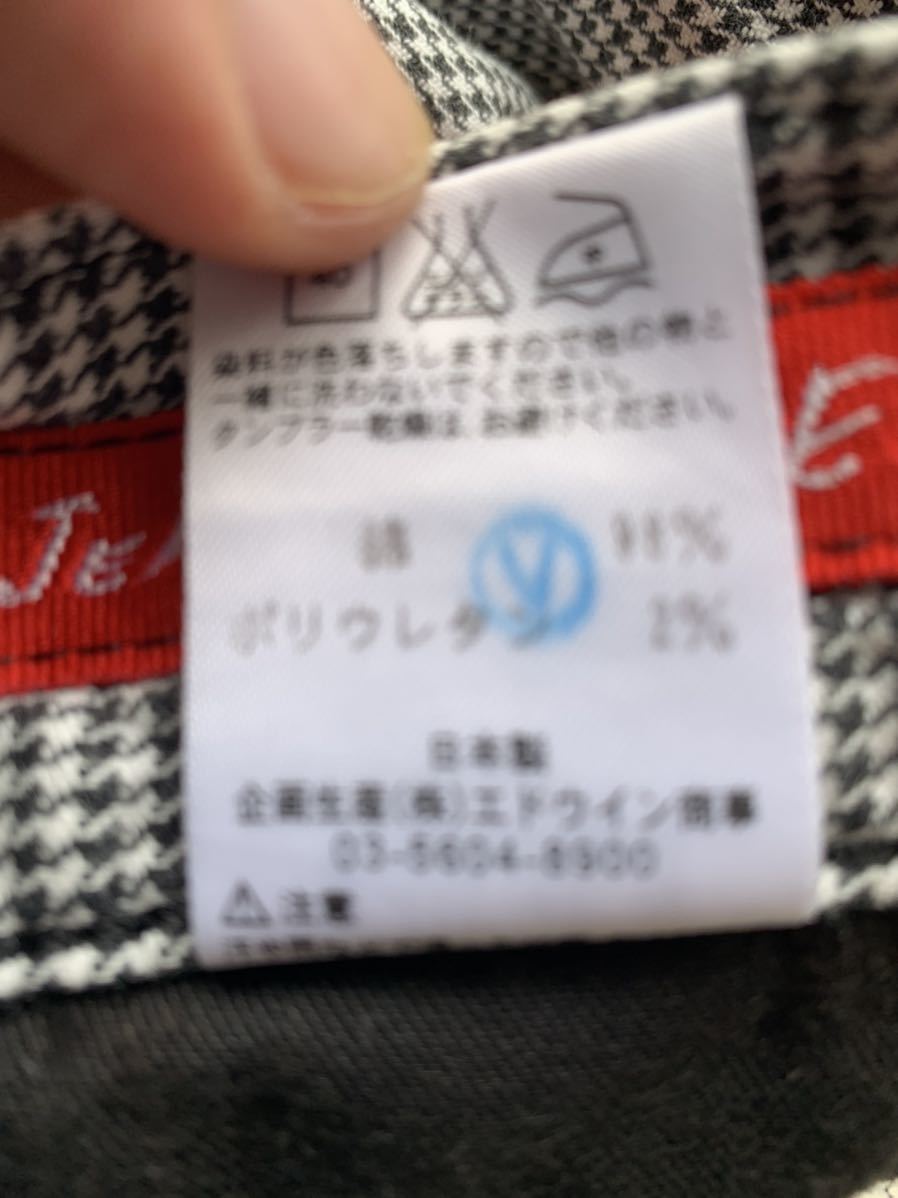 染料が色落ちしますので他の物と
一緒に洗わないでください。
タンブラー乾燥は、お避けください。
綿 98%
ポリウレタン 2%
日本製
企画生産(株)エドウイン商事
03-5604-8900
注意
Je
E